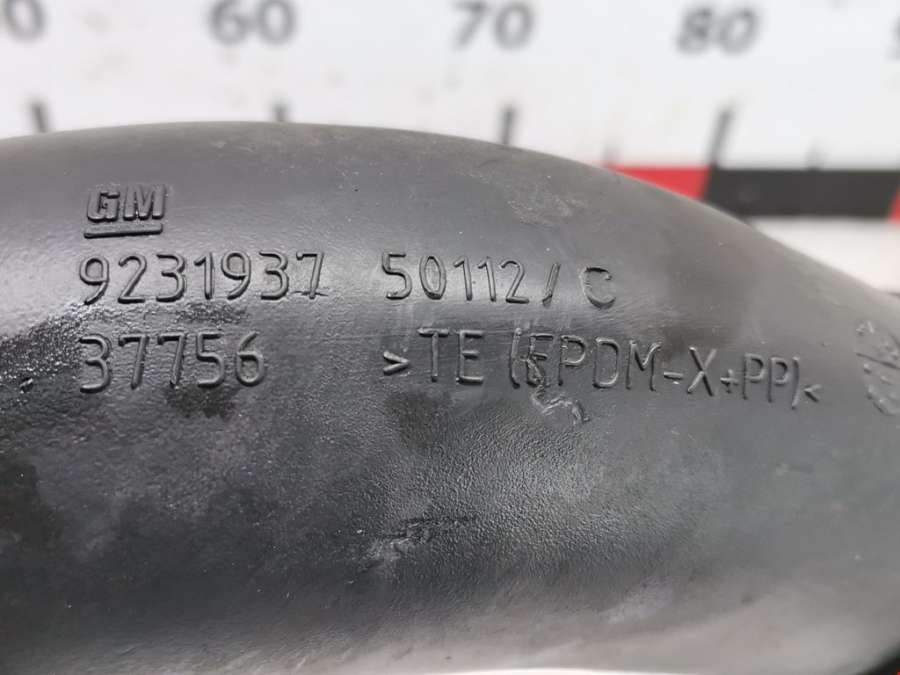 60 70 80
GM
9231937 50112/C
37756 >TE(EPDM-X+PP)<